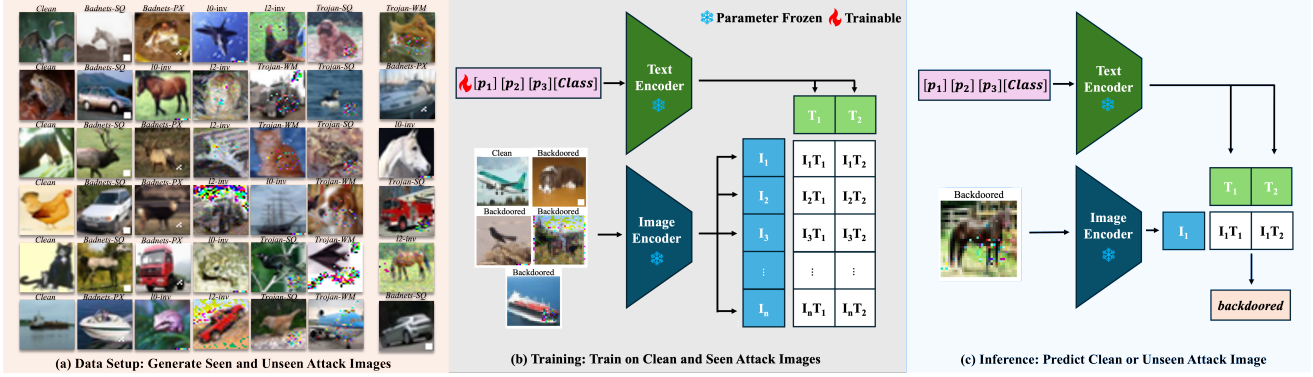 Clean Badnets-SQ Badnets-PX l0-inv l2-inv Trojan-SQ Trojan-WM
Clean Badnets-SQ l0-inv l2-inv Trojan-WM Trojan-SQ Badnets-PX
Clean Badnets-SQ Badnets-PX l2-inv Trojan-WM Trojan-SQ l0-inv
Clean Badnets-SQ Badnets-PX l2-inv l0-inv Trojan-WM Trojan-SQ
Clean Badnets-SQ Badnets-PX l0-inv Trojan-SQ Trojan-WM l2-inv
Clean Badnets-PX l0-inv l2-inv Trojan-SQ Trojan-WM Badnets-SQ
(a) Data Setup: Generate Seen and Unseen Attack Images
Parameter Frozen Trainable
[p1] [p2] [p3][Class]
Text
Encoder
T1 T2
Clean Backdoored
Backdoored Backdoored
Backdoored
Image
Encoder
I1 I1T1 I1T2
I2 I2T1 I2T2
I3 I3T1 I3T2
⋮ ⋮ ⋮
In InT1 InT2
(b) Training: Train on Clean and Seen Attack Images
[p1] [p2] [p3][Class]
Text
Encoder
T1 T2
Backdoored
Image
Encoder
I1 I1T1 I1T2
backdoored
(c) Inference: Predict Clean or Unseen Attack Image